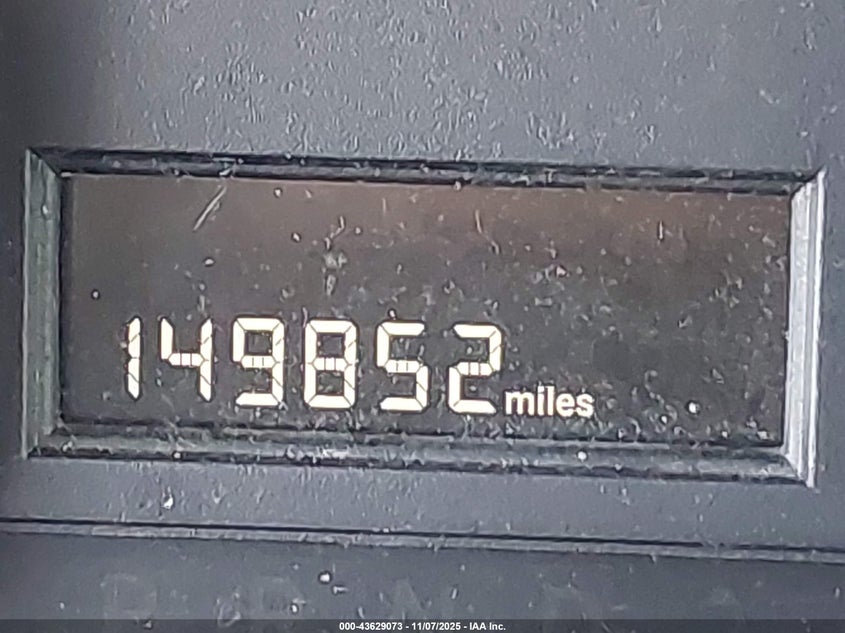 149852 miles
000-43629073 - 11/07/2025 - IAA Inc.